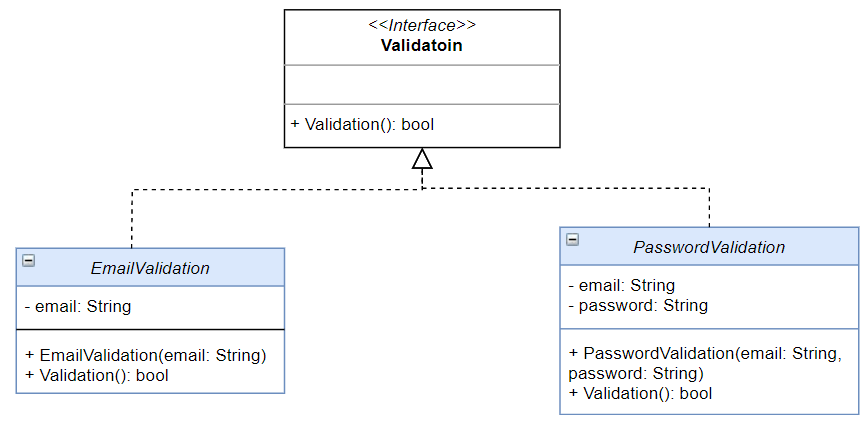 <<Interface>>
Validatoin
+ Validation(): bool
EmailValidation
- email: String
+ EmailValidation(email: String)
+ Validation(): bool
PasswordValidation
- email: String
- password: String
+ PasswordValidation(email: String,
password: String)
+ Validation(): bool